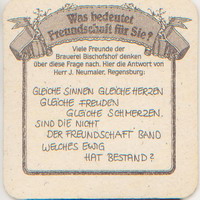 Was bedeutet
Freundschaft für Sie?
Viele Freunde der
Brauerei Bischofshof denken
über diese Frage nach. Hier die Antwort von
Herr J. Neumaier, Regensburg:
GLEICHE SINNEN GLEICHE HERZEN
GLEICHE FREUDEN
GLEICHE SCHMERZEN.
SIND DIE NICHT
DER FREUNDSCHAFT BAND
WELCHES EWIG
HAT BESTAND?